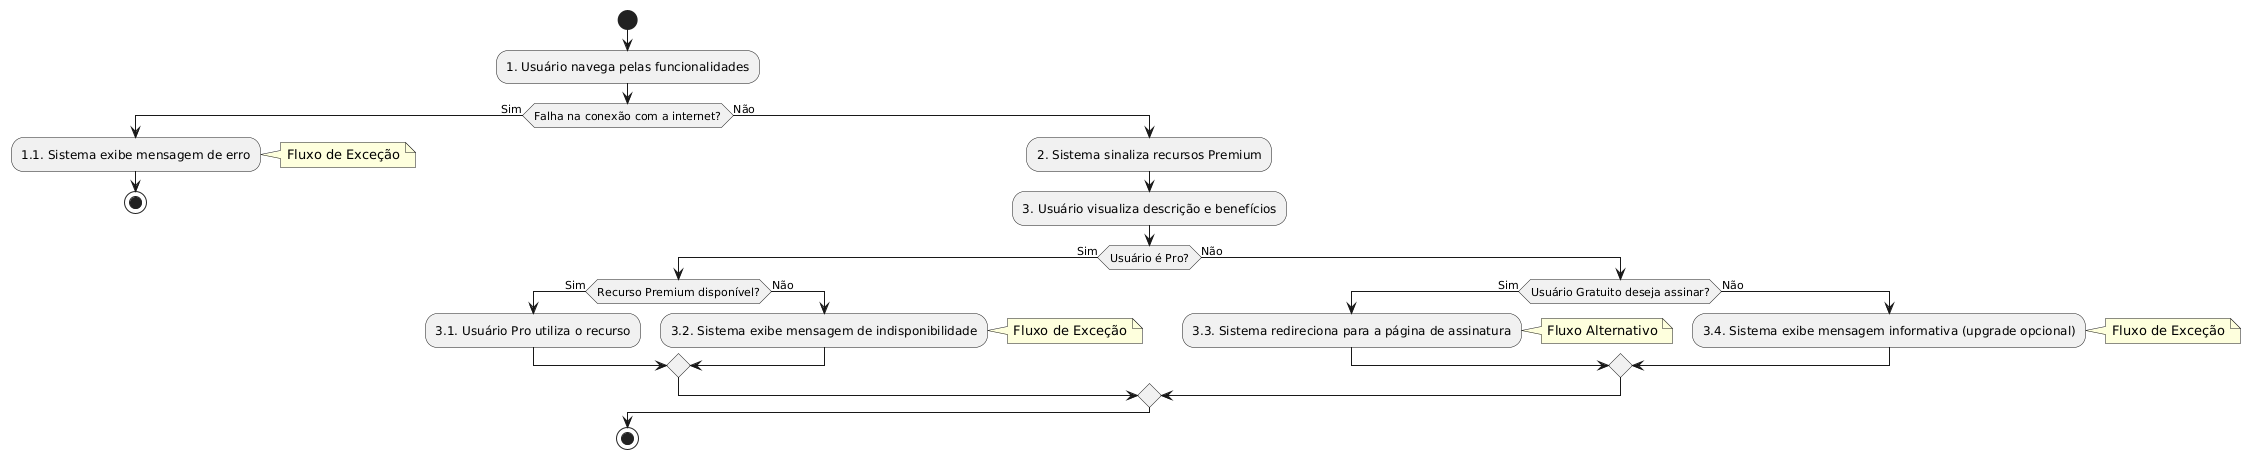 1. Usuário navega pelas funcionalidades
Sim
Falha na conexão com a internet?
Não
1.1. Sistema exibe mensagem de erro
Fluxo de Exceção
2. Sistema sinaliza recursos Premium
3. Usuário visualiza descrição e benefícios
Sim
Usuário é Pro?
Não
Sim
Recurso Premium disponível?
Não
Sim
Usuário Gratuito deseja assinar?
Não
3.1. Usuário Pro utiliza o recurso
3.2. Sistema exibe mensagem de indisponibilidade
Fluxo de Exceção
3.3. Sistema redireciona para a página de assinatura
Fluxo Alternativo
3.4. Sistema exibe mensagem informativa (upgrade opcional)
Fluxo de Exceção